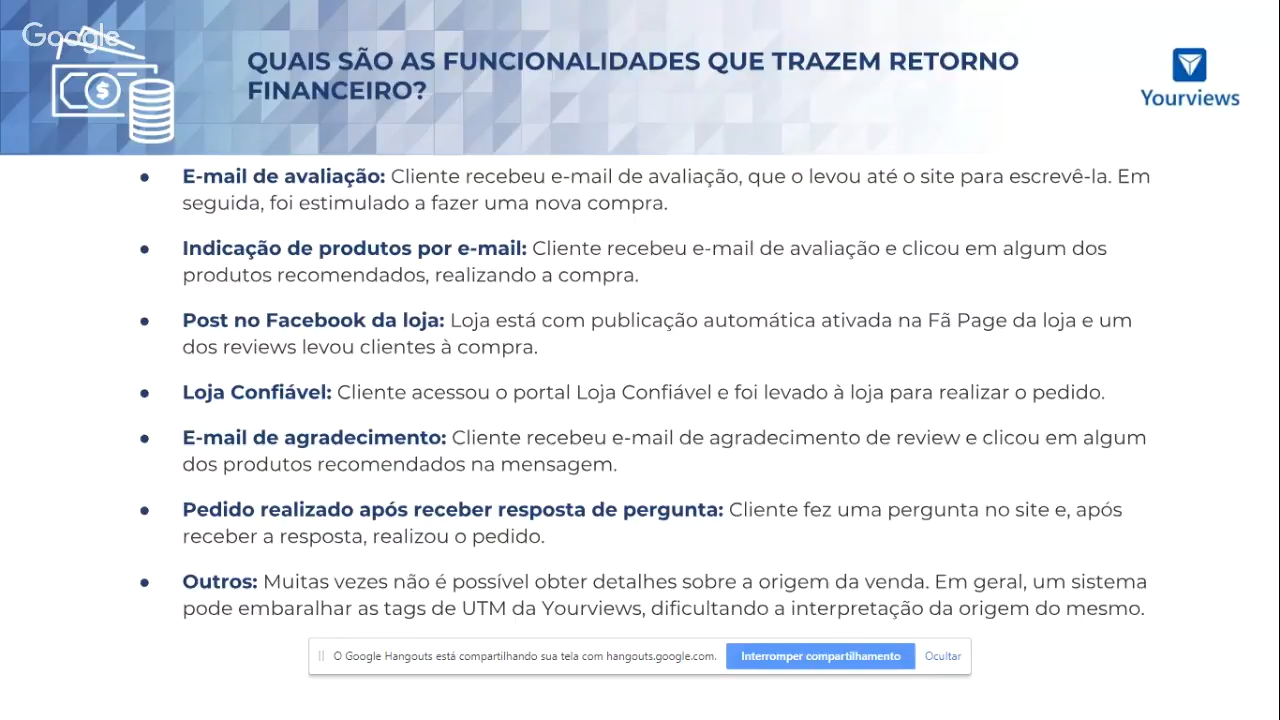 Google
QUAIS SÃO AS FUNCIONALIDADES QUE TRAZEM RETORNO
FINANCEIRO?
$
Yourviews
● E-mail de avaliação: Cliente recebeu e-mail de avaliação, que o levou até o site para escrevê-la. Em
seguida, foi estimulado a fazer uma nova compra.
● Indicação de produtos por e-mail: Cliente recebeu e-mail de avaliação e clicou em algum dos
produtos recomendados, realizando a compra.
● Post no Facebook da loja: Loja está com publicação automática ativada na Fã Page da loja e um
dos reviews levou clientes à compra.
● Loja Confiável: Cliente acessou o portal Loja Confiável e foi levado à loja para realizar o pedido.
● E-mail de agradecimento: Cliente recebeu e-mail de agradecimento de review e clicou em algum
dos produtos recomendados na mensagem.
● Pedido realizado após receber resposta de pergunta: Cliente fez uma pergunta no site e, após
receber a resposta, realizou o pedido.
● Outros: Muitas vezes não é possível obter detalhes sobre a origem da venda. Em geral, um sistema
pode embaralhar as tags de UTM da Yourviews, dificultando a interpretação da origem do mesmo.
O Google Hangouts está compartilhando sua tela com hangouts.google.com. Interromper compartilhamento Ocultar